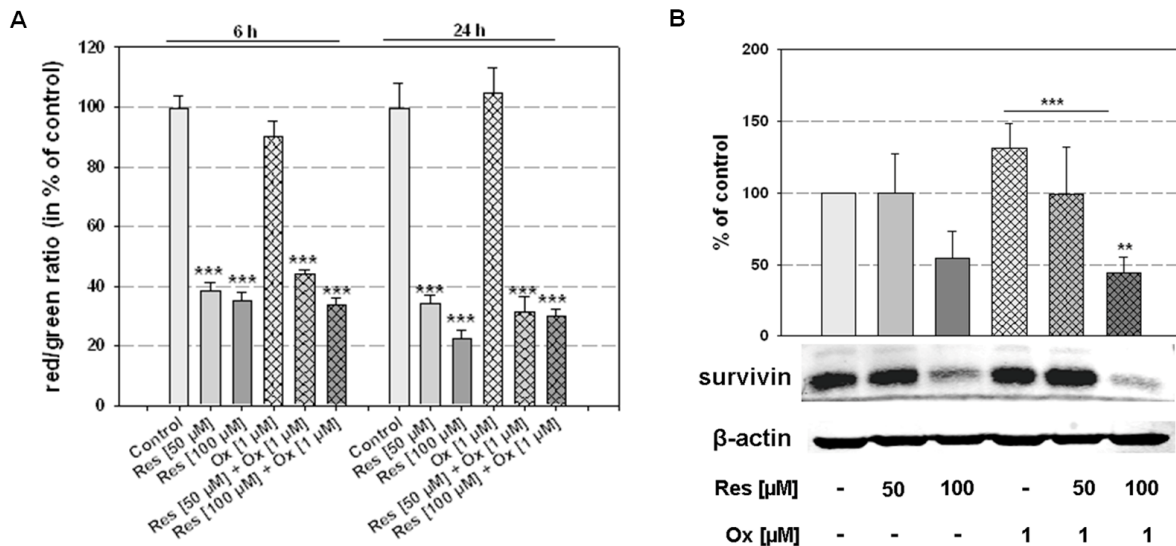 A
6 h
24 h
120
100
80
60
40
20
0
red/green ratio (in % of control)
***
***
***
***
***
***
***
***
Control
Res [50 µM]
Res [100 µM]
Ox [1 µM]
Res [50 µM] + Ox [1 µM]
Res [100 µM] + Ox [1 µM]
Control
Res [50 µM]
Res [100 µM]
Ox [1 µM]
Res [50 µM] + Ox [1 µM]
Res [100 µM] + Ox [1 µM]
B
200
150
100
50
0
% of control
***
**
survivin
β-actin
Res [µM] - 50 100 - 50 100
Ox [µM] - - - 1 1 1